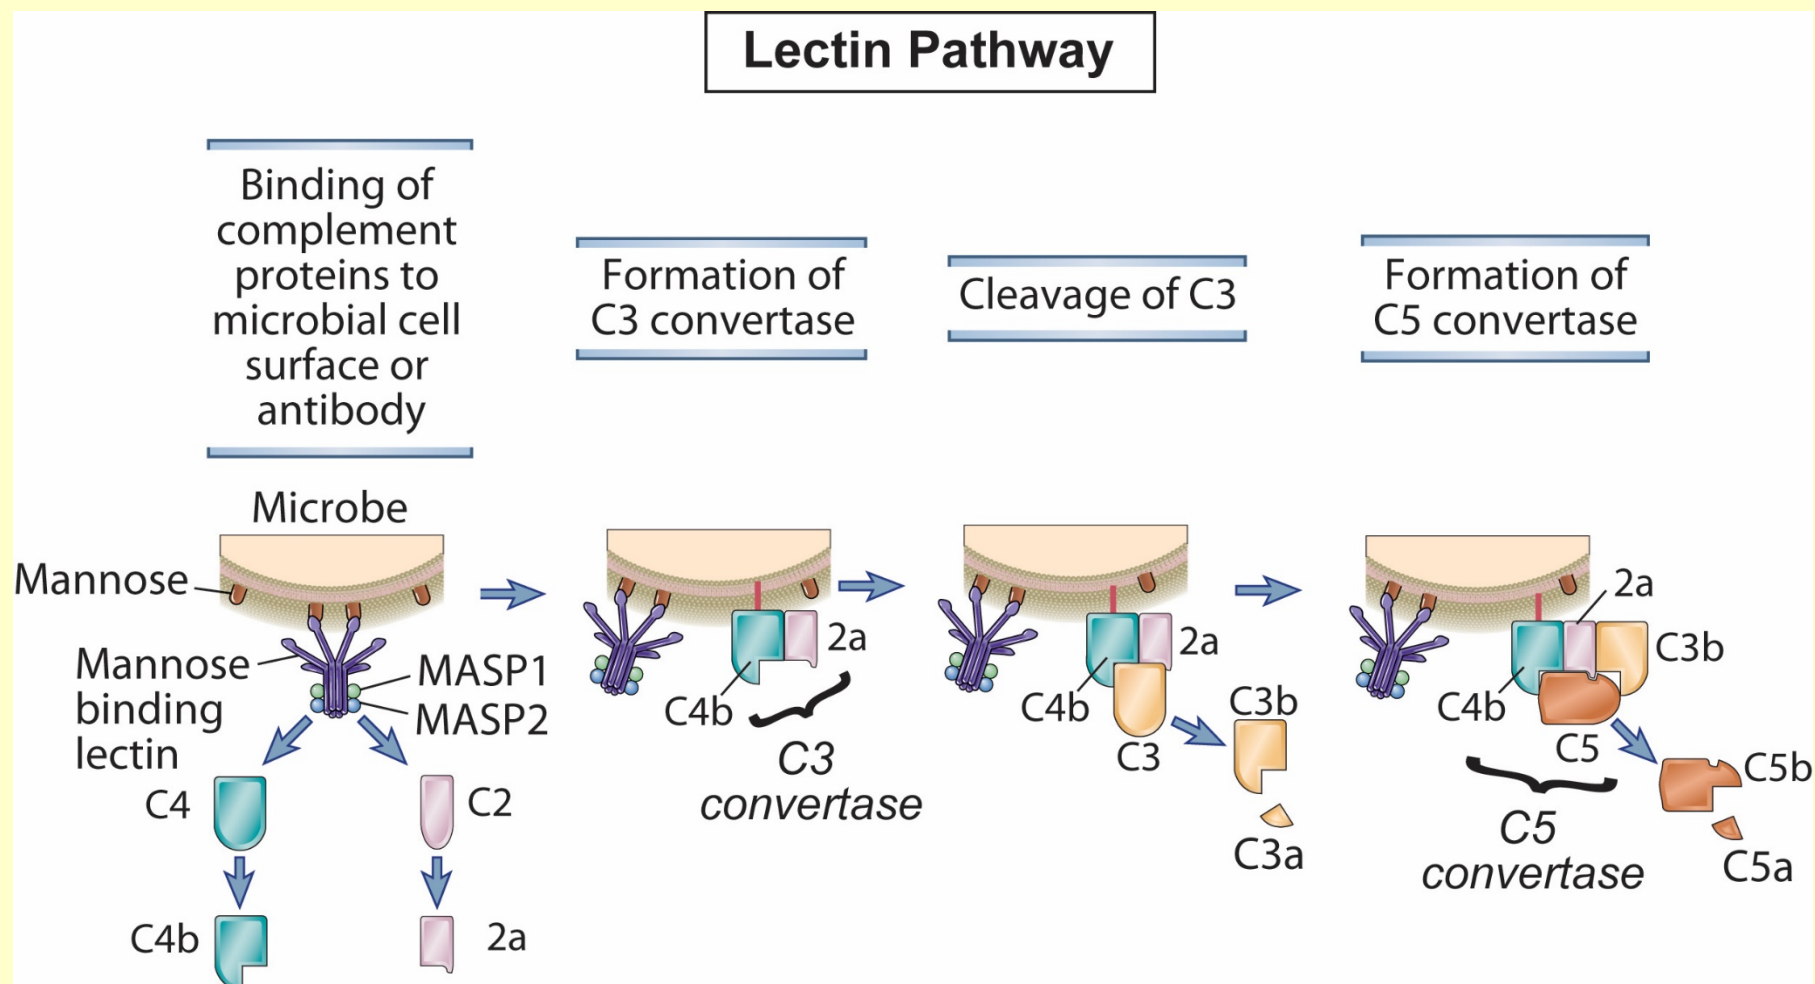 Lectin Pathway
Binding of
complement
proteins to
microbial cell
surface or
antibody
Formation of
C3 convertase
Cleavage of C3
Formation of
C5 convertase
Microbe
Mannose
Mannose
binding
lectin
MASP1
MASP2
C4
C2
C4b
2a
2a
C4b
C3
convertase
2a
C4b
C3
C3b
C3a
2a
C3b
C4b
C5
C5
convertase
C5b
C5a